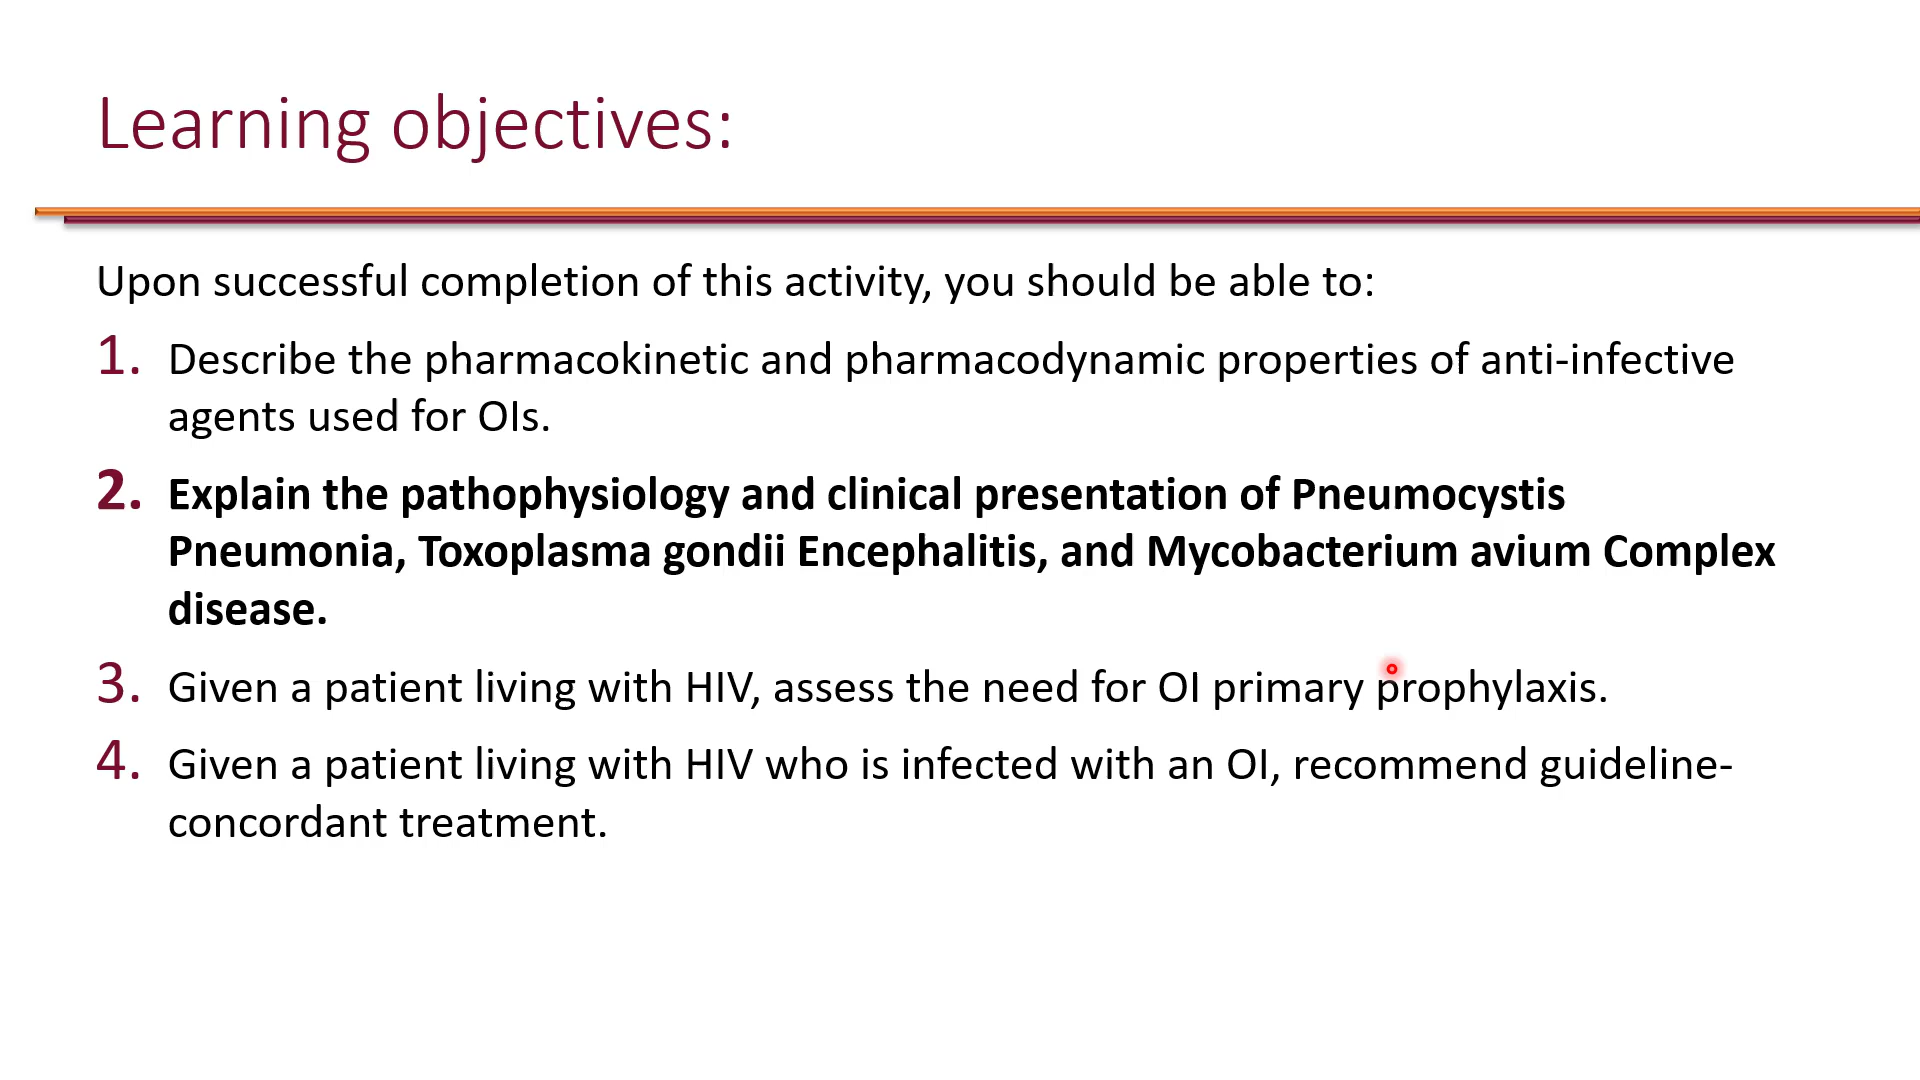 Learning objectives:
Upon successful completion of this activity, you should be able to:
1. Describe the pharmacokinetic and pharmacodynamic properties of anti-infective
agents used for OIs.
2. Explain the pathophysiology and clinical presentation of Pneumocystis
Pneumonia, Toxoplasma gondii Encephalitis, and Mycobacterium avium Complex
disease.
3. Given a patient living with HIV, assess the need for OI primary prophylaxis.
4. Given a patient living with HIV who is infected with an OI, recommend guideline-
concordant treatment.